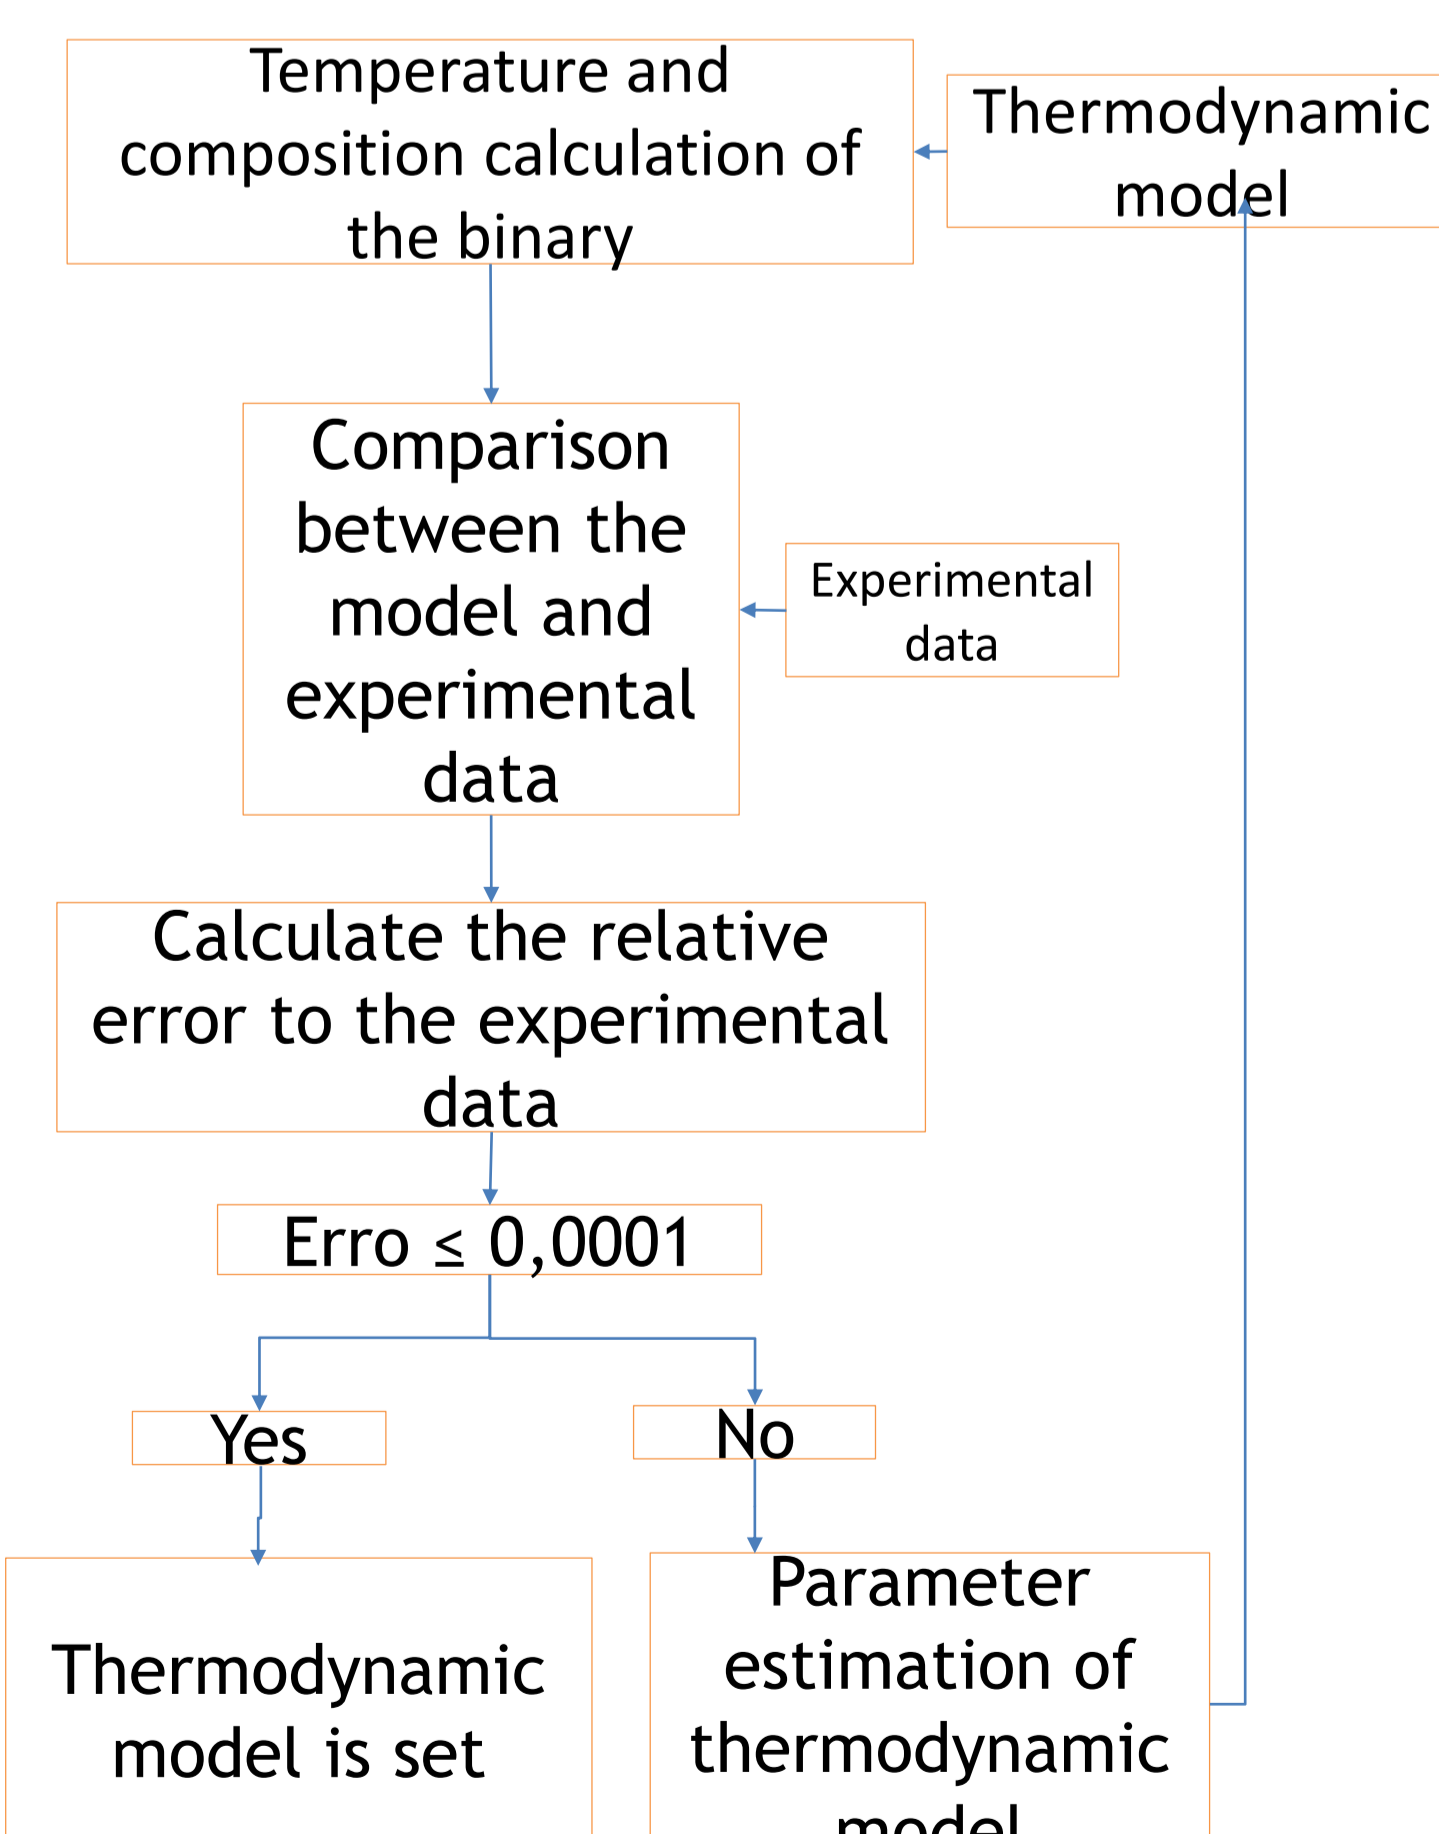 Temperature and
composition calculation of
the binary
Thermodynamic
model
Comparison
between the
model and
experimental
data
Experimental
data
Calculate the relative
error to the experimental
data
Erro ≤ 0,0001
Yes
No
Thermodynamic
model is set
Parameter
estimation of
thermodynamic
model